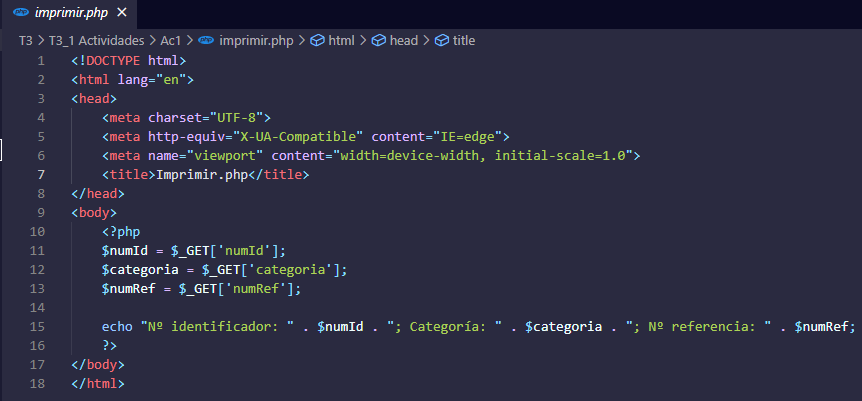 php imprimir.php ×
T3 > T3_1 Actividades > Ac1 > php imprimir.php > html > head > title
1 <!DOCTYPE html>
2 <html lang="en">
3 <head>
4 <meta charset="UTF-8">
5 <meta http-equiv="X-UA-Compatible" content="IE=edge">
6 <meta name="viewport" content="width=device-width, initial-scale=1.0">
7 <title>Imprimir.php</title>
8 </head>
9 <body>
10 <?php
11 $numId = $_GET['numId'];
12 $categoria = $_GET['categoria'];
13 $numRef = $_GET['numRef'];
14
15 echo "Nº identificador: " . $numId . "; Categoría: " . $categoria . "; Nº referencia: " . $numRef;
16 ?>
17 </body>
18 </html>